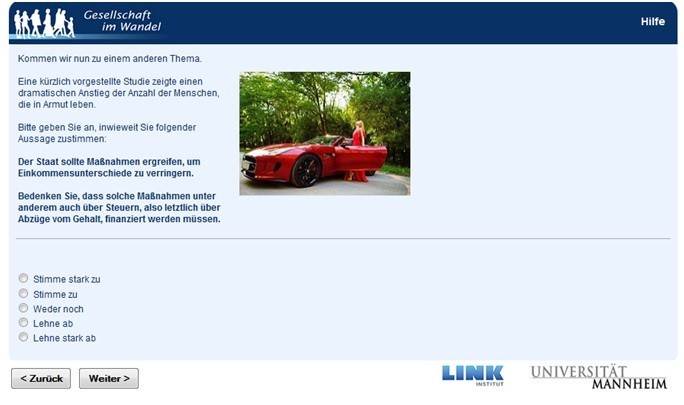 Gesellschaft
im Wandel
Hilfe
Kommen wir nun zu einem anderen Thema.
Eine kürzlich vorgestellte Studie zeigte einen
dramatischen Anstieg der Anzahl der Menschen,
die in Armut leben.
Bitte geben Sie an, inwieweit Sie folgender
Aussage zustimmen:
Der Staat sollte Maßnahmen ergreifen, um
Einkommensunterschiede zu verringern.
Bedenken Sie, dass solche Maßnahmen unter
anderem auch über Steuern, also letztlich über
Abzüge vom Gehalt, finanziert werden müssen.
Stimme stark zu
Stimme zu
Weder noch
Lehne ab
Lehne stark ab
< Zurück Weiter >
LINK
INSTITUT
UNIVERSITÄT
MANNHEIM